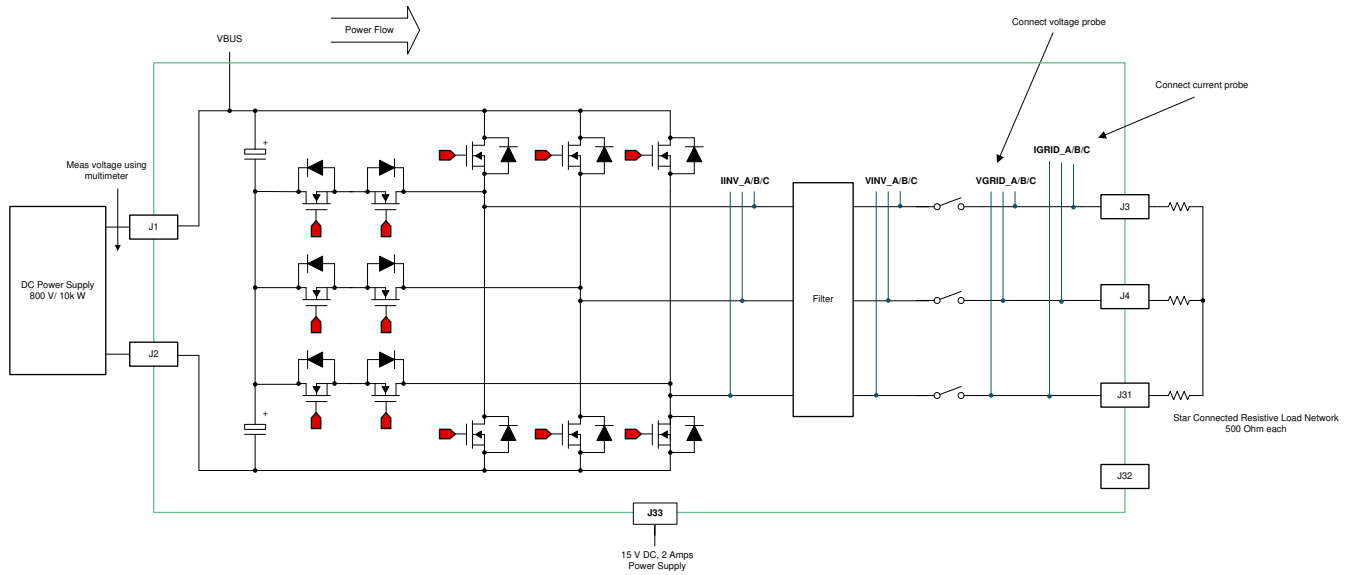 Power Flow
VBUS
Connect voltage probe
Connect current probe
+
Meas voltage using
multimeter
IGRID_A/B/C
IINV_A/B/C
VINV_A/B/C
VGRID_A/B/C
J1
J3
DC Power Supply
800 V/ 10k W
Filter
J4
J2
J31
+
Star Connected Resistive Load Network
500 Ohm each
J32
J33
15 V DC, 2 Amps
Power Supply